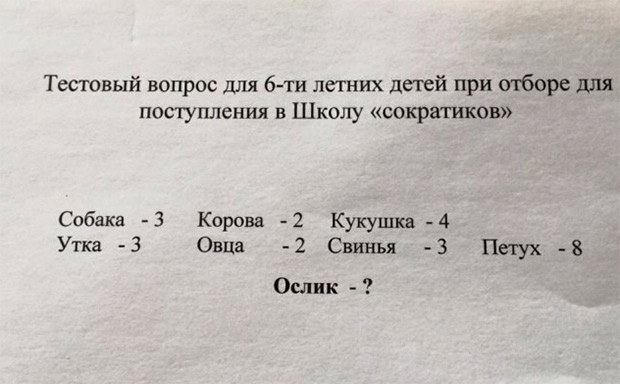 Тестовый вопрос для 6-ти летних детей при отборе для
поступления в Школу «сократиков»
Собака - 3 Корова - 2 Кукушка - 4
Утка - 3 Овца - 2 Свинья - 3 Петух - 8
Ослик - ?